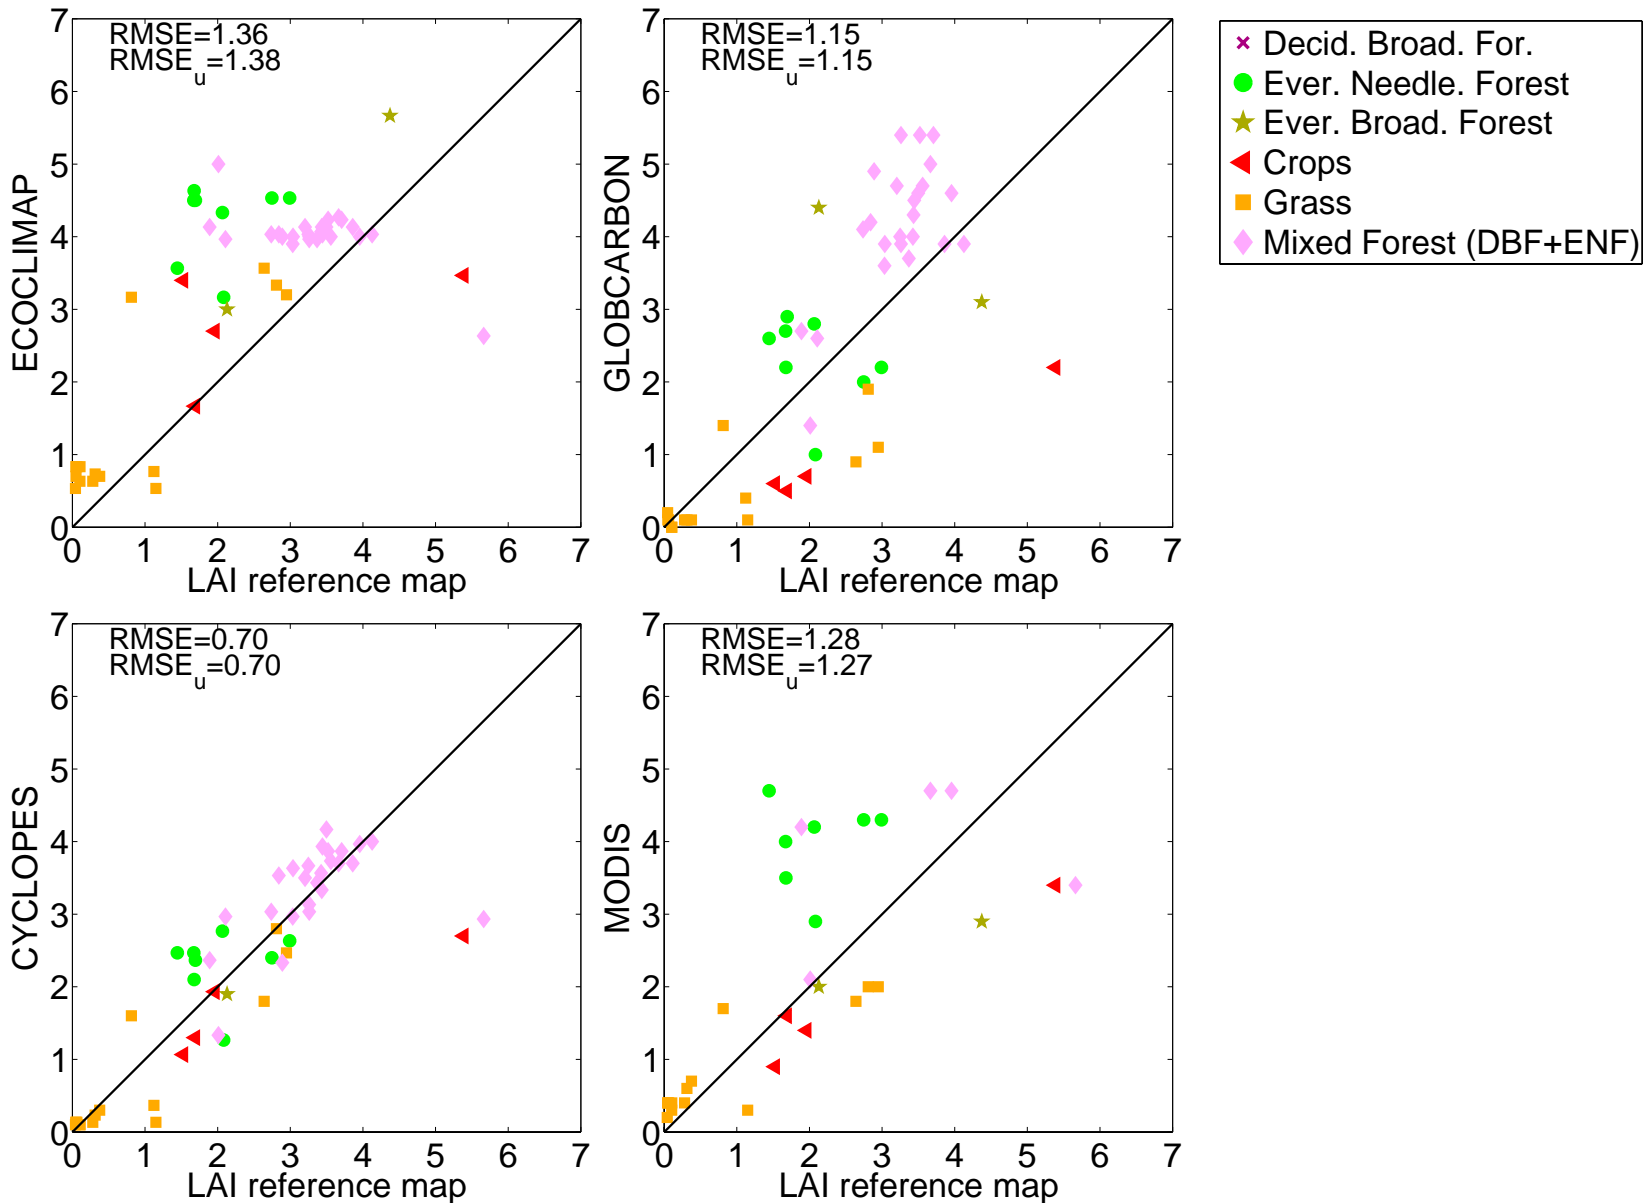 RMSE=1.36
RMSE_u=1.38
7
6
5
4
3
2
1
0
ECOCLIMAP
0 1 2 3 4 5 6 7
LAI reference map
RMSE=1.15
RMSE_u=1.15
7
6
5
4
3
2
1
0
GLOBCARBON
0 1 2 3 4 5 6 7
LAI reference map
Decid. Broad. For.
Ever. Needle. Forest
Ever. Broad. Forest
Crops
Grass
Mixed Forest (DBF+ENF)
RMSE=0.70
RMSE_u=0.70
7
6
5
4
3
2
1
0
CYCLOPES
0 1 2 3 4 5 6 7
LAI reference map
RMSE=1.28
RMSE_u=1.27
7
6
5
4
3
2
1
0
MODIS
0 1 2 3 4 5 6 7
LAI reference map